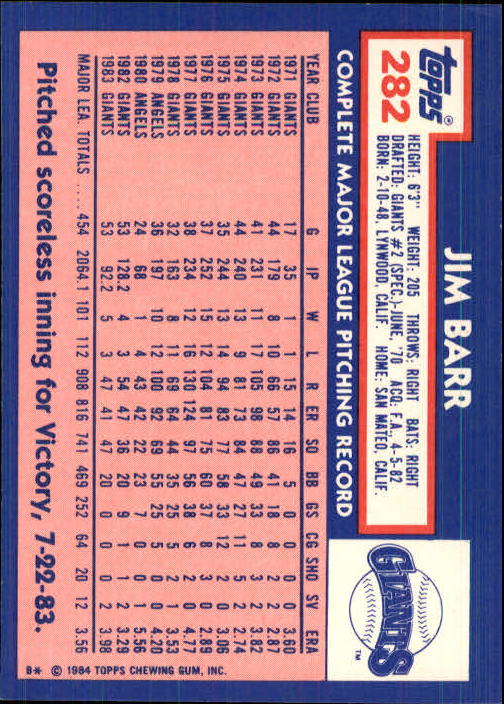 topps®
282
JIM BARR
HEIGHT: 6'3" WEIGHT: 205 THROWS: RIGHT BATS: RIGHT
DRAFTED: GIANTS #2 (SPEC.)-JUNE, '70 ACQ: F.A., 4-5-82
BORN: 2-10-48, LYNWOOD, CALIF. HOME: SAN MATEO, CALIF.
GIANTS ™
COMPLETE MAJOR LEAGUE PITCHING RECORD
YEAR CLUB G IP W L R ER SO BB GS CG SHO SV ERA
1971 GIANTS 17 35 1 1 15 14 16 5 0 0 0 0 3.60
1972 GIANTS 44 179 8 10 66 57 86 41 18 8 2 2 2.87
1973 GIANTS 41 231 11 17 105 98 88 49 33 8 3 2 3.82
1974 GIANTS 44 240 13 9 81 73 84 47 27 11 5 2 2.74
1975 GIANTS 35 244 13 14 94 83 77 58 33 12 2 0 3.06
1976 GIANTS 37 252 15 12 104 81 75 60 37 8 3 0 2.89
1977 GIANTS 38 234 12 16 130 124 97 56 38 6 2 0 4.77
1978 GIANTS 32 163 8 11 69 64 44 35 25 5 2 1 3.53
1979 ANGELS 36 197 10 12 100 92 69 55 25 5 0 0 4.20
1980 ANGELS 24 68 1 4 43 42 22 23 7 0 0 1 5.56
1982 GIANTS 53 128.2 4 3 54 47 36 20 9 1 1 2 3.29
1983 GIANTS 53 92.2 5 3 47 41 47 20 0 0 0 2 3.98
MAJOR LEA. TOTALS ..... 454 2064.1 101 112 908 816 741 469 252 64 20 12 3.56
Pitched scoreless inning for Victory, 7-22-83.
B* © 1984 TOPPS CHEWING GUM, INC.